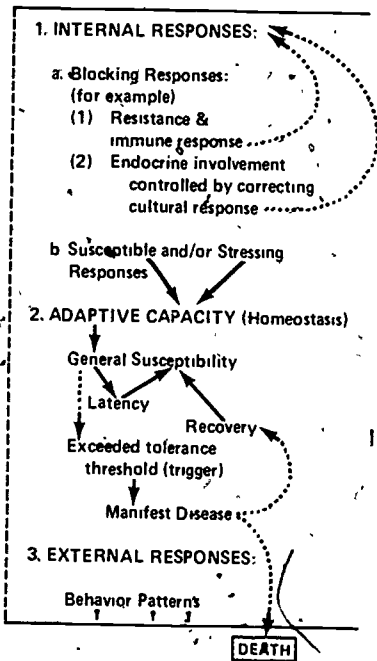 1. INTERNAL RESPONSES:
a. Blocking Responses:
(for example)
(1) Resistance &
immune response
(2) Endocrine involvement
controlled by correcting
cultural response
b Susceptible and/or Stressing
Responses
2. ADAPTIVE CAPACITY (Homeostasis)
General Susceptibility
Latency
Recovery
Exceeded tolerance
threshold (trigger)
Manifest Disease
3. EXTERNAL RESPONSES:
Behavior Patterns
DEATH